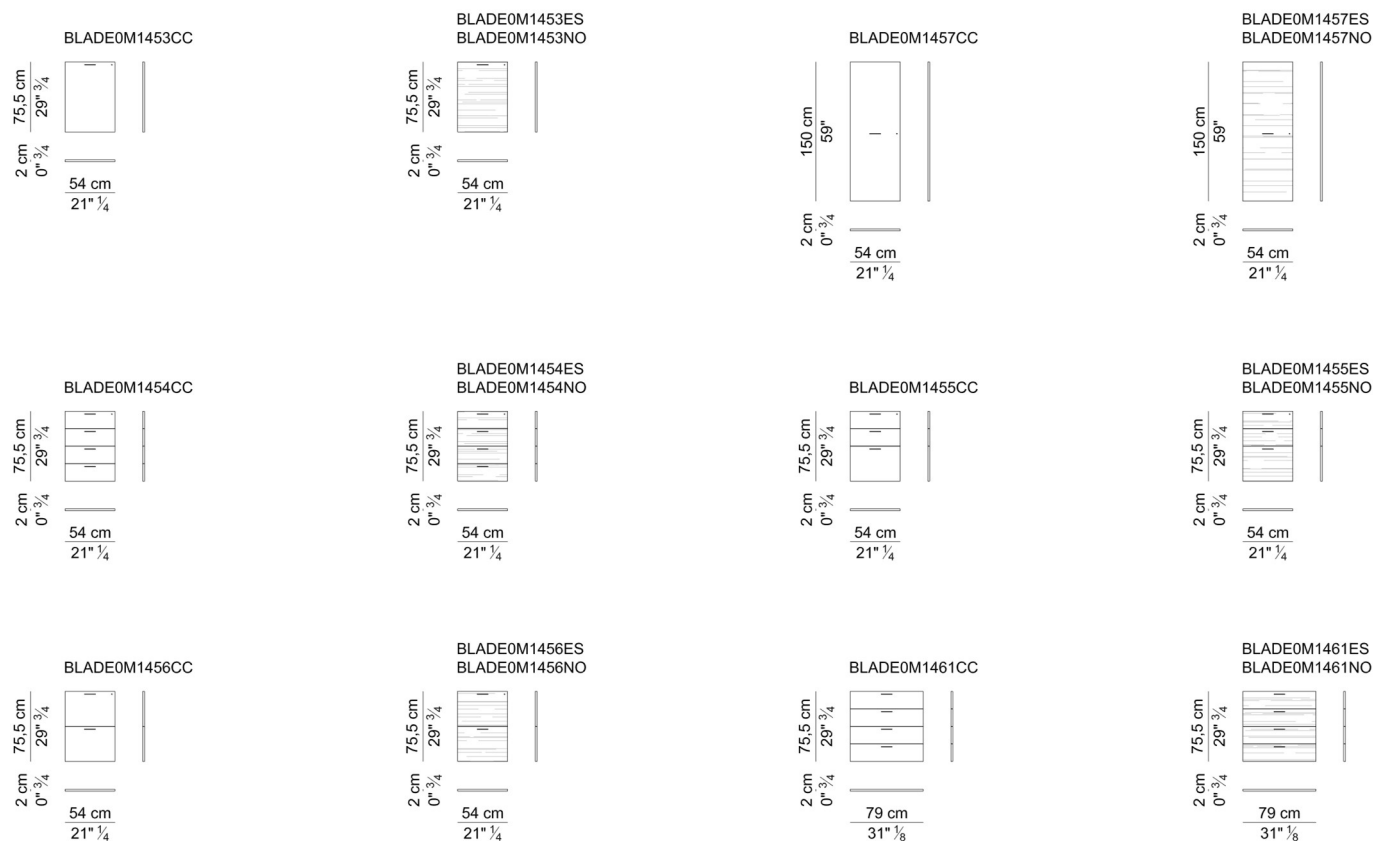 BLADE0M1453CC
75,5 cm
29" 3/4
2 cm
0" 3/4
54 cm
21" 1/4
BLADE0M1453ES
BLADE0M1453NO
75,5 cm
29" 3/4
2 cm
0" 3/4
54 cm
21" 1/4
BLADE0M1457CC
150 cm
59"
2 cm
0" 3/4
54 cm
21" 1/4
BLADE0M1457ES
BLADE0M1457NO
150 cm
59"
2 cm
0" 3/4
54 cm
21" 1/4
BLADE0M1454CC
75,5 cm
29" 3/4
2 cm
0" 3/4
54 cm
21" 1/4
BLADE0M1454ES
BLADE0M1454NO
75,5 cm
29" 3/4
2 cm
0" 3/4
54 cm
21" 1/4
BLADE0M1455CC
75,5 cm
29" 3/4
2 cm
0" 3/4
54 cm
21" 1/4
BLADE0M1455ES
BLADE0M1455NO
75,5 cm
29" 3/4
2 cm
0" 3/4
54 cm
21" 1/4
BLADE0M1456CC
75,5 cm
29" 3/4
2 cm
0" 3/4
54 cm
21" 1/4
BLADE0M1456ES
BLADE0M1456NO
75,5 cm
29" 3/4
2 cm
0" 3/4
54 cm
21" 1/4
BLADE0M1461CC
75,5 cm
29" 3/4
2 cm
0" 3/4
79 cm
31" 1/8
BLADE0M1461ES
BLADE0M1461NO
75,5 cm
29" 3/4
2 cm
0" 3/4
79 cm
31" 1/8